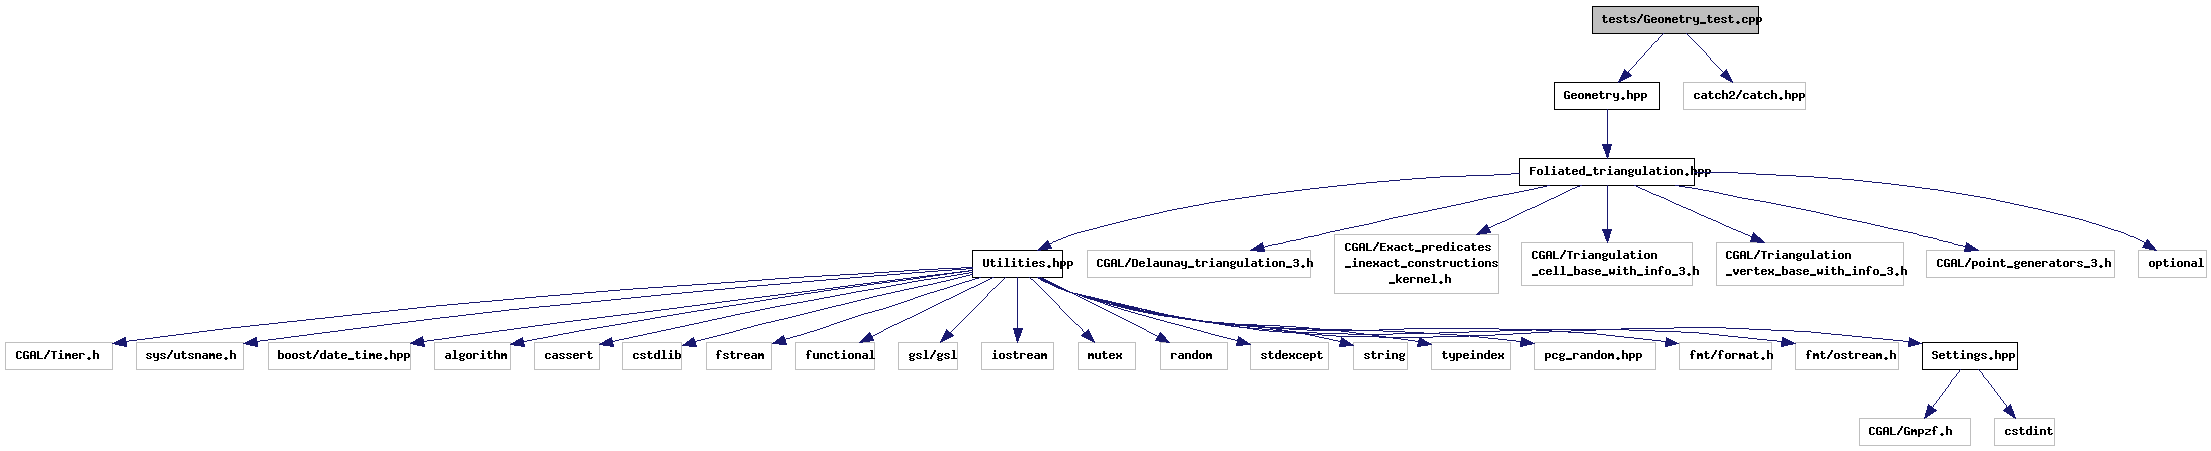 tests/Geometry_test.cpp
Geometry.hpp
catch2/catch.hpp
Foliated_triangulation.hpp
Utilities.hpp
CGAL/Delaunay_triangulation_3.h
CGAL/Exact_predicates
_inexact_constructions
_kernel.h
CGAL/Triangulation
_cell_base_with_info_3.h
CGAL/Triangulation
_vertex_base_with_info_3.h
CGAL/point_generators_3.h
optional
CGAL/Timer.h
sys/utsname.h
boost/date_time.hpp
algorithm
cassert
cstdlib
fstream
functional
gsl/gsl
iostream
mutex
random
stdexcept
string
typeindex
pcg_random.hpp
fmt/format.h
fmt/ostream.h
Settings.hpp
CGAL/Gmpzf.h
cstdint